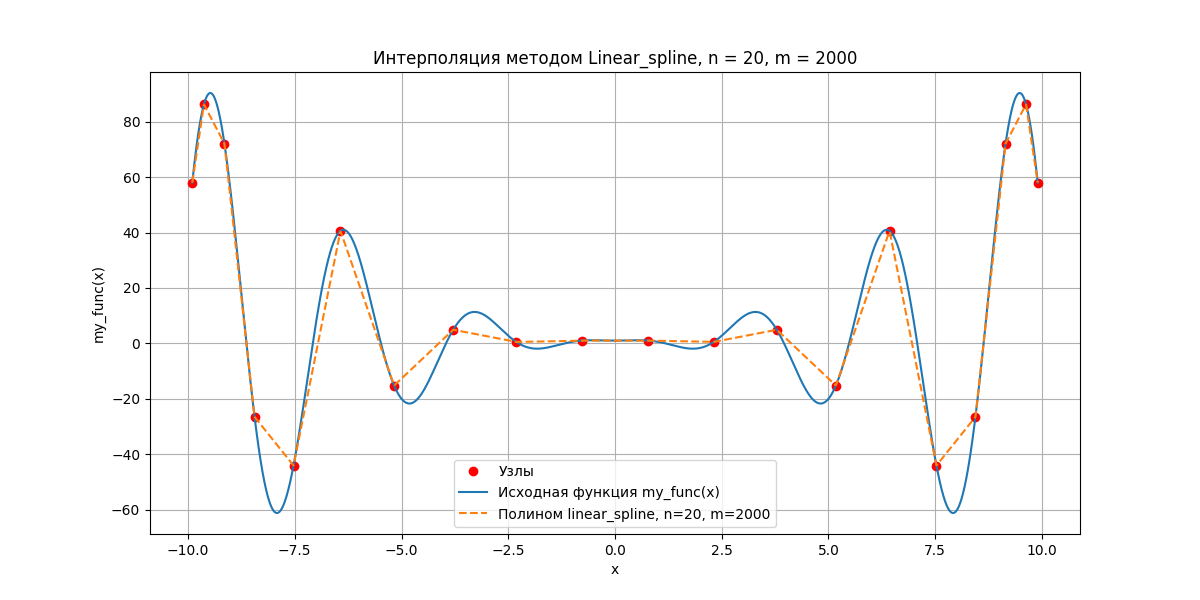 Интерполяция методом Linear_spline, n = 20, m = 2000
my_func(x)
80
60
40
20
0
−20
−40
−60
Узлы
Исходная функция my_func(x)
Полином linear_spline, n=20, m=2000
−10.0 −7.5 −5.0 −2.5 0.0 2.5 5.0 7.5 10.0
x